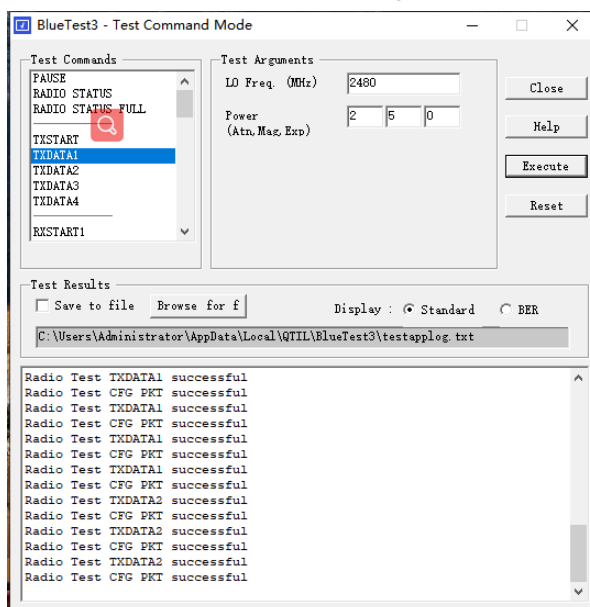 BlueTest3 - Test Command Mode
Test Commands
PAUSE
RADIO STATUS
RADIO STATUS FULL
TXSTART
TXDATA1
TXDATA2
TXDATA3
TXDATA4
RXSTART1
Test Arguments
LO Freq. (MHz) 2480
Power
(Atn, Mag, Exp) 2 5 0
Close
Help
Execute
Reset
Test Results
Save to file Browse for f Display : Standard BER
C:\Users\Administrator\AppData\Local\QTIL\BlueTest3\testapplog.txt
Radio Test TXDATA1 successful
Radio Test CFG PKT successful
Radio Test TXDATA1 successful
Radio Test CFG PKT successful
Radio Test TXDATA1 successful
Radio Test CFG PKT successful
Radio Test TXDATA1 successful
Radio Test CFG PKT successful
Radio Test TXDATA2 successful
Radio Test CFG PKT successful
Radio Test TXDATA2 successful
Radio Test CFG PKT successful
Radio Test TXDATA2 successful
Radio Test CFG PKT successful